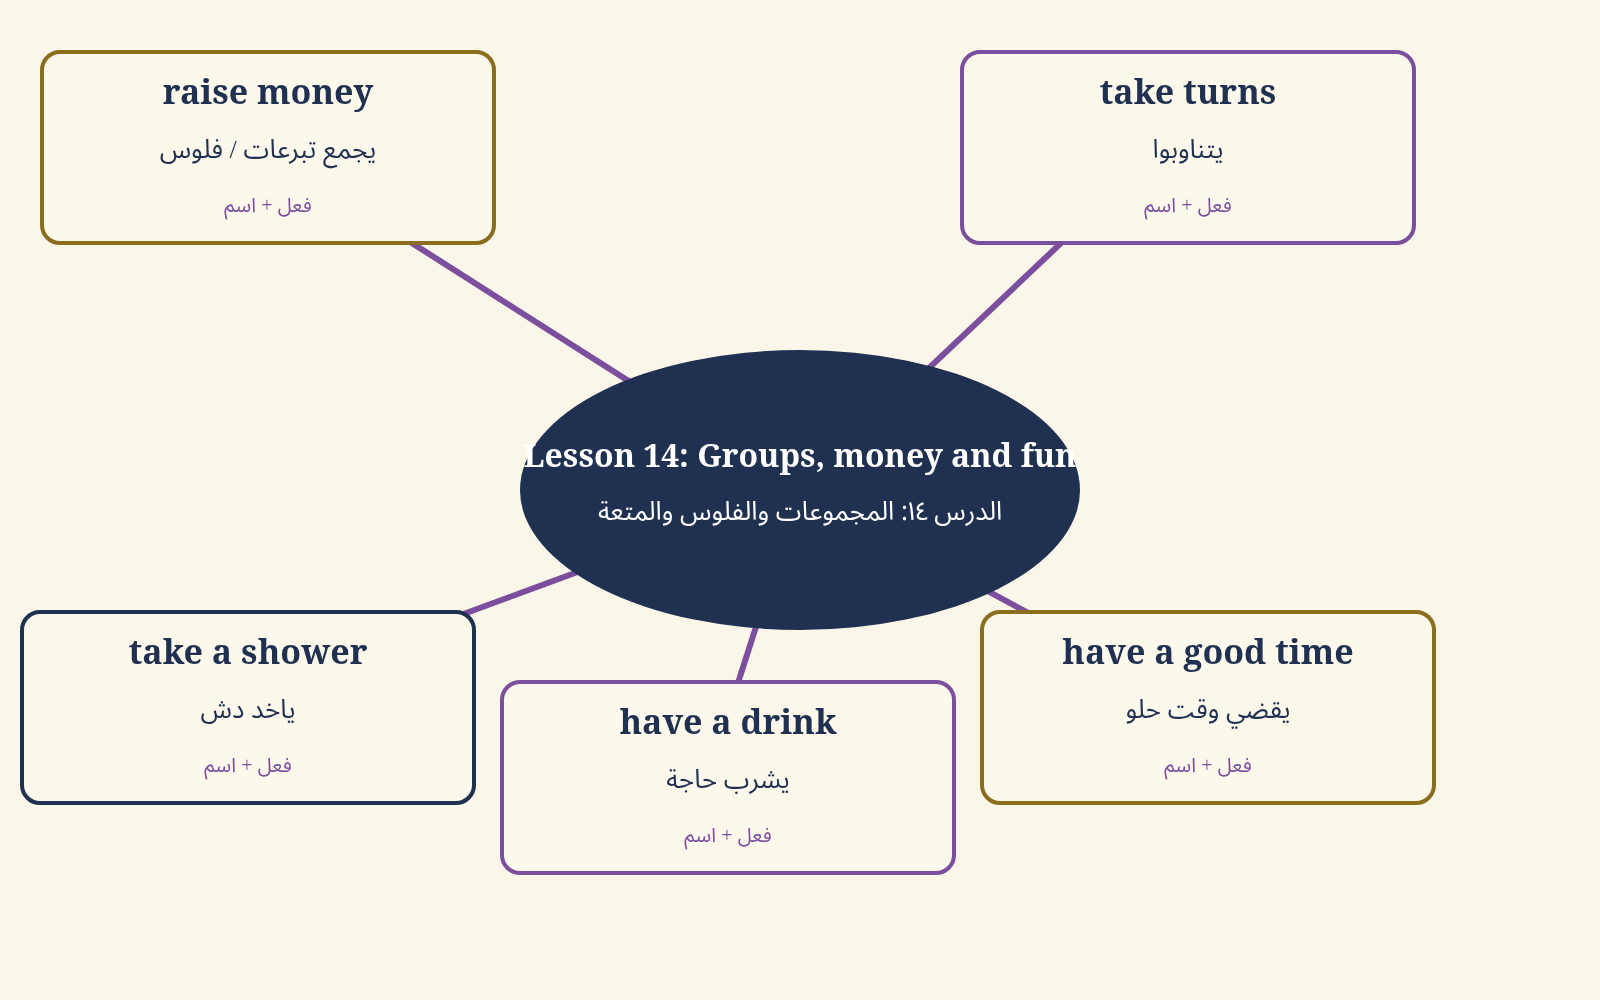 raise money
يجمع تبرعات / فلوس
فعل + اسم
take turns
يتناوبوا
فعل + اسم
Lesson 14: Groups, money and fun
الدرس ١٤: المجموعات والفلوس والمتعة
take a shower
ياخد دش
فعل + اسم
have a drink
يشرب حاجة
فعل + اسم
have a good time
يقضي وقت حلو
فعل + اسم